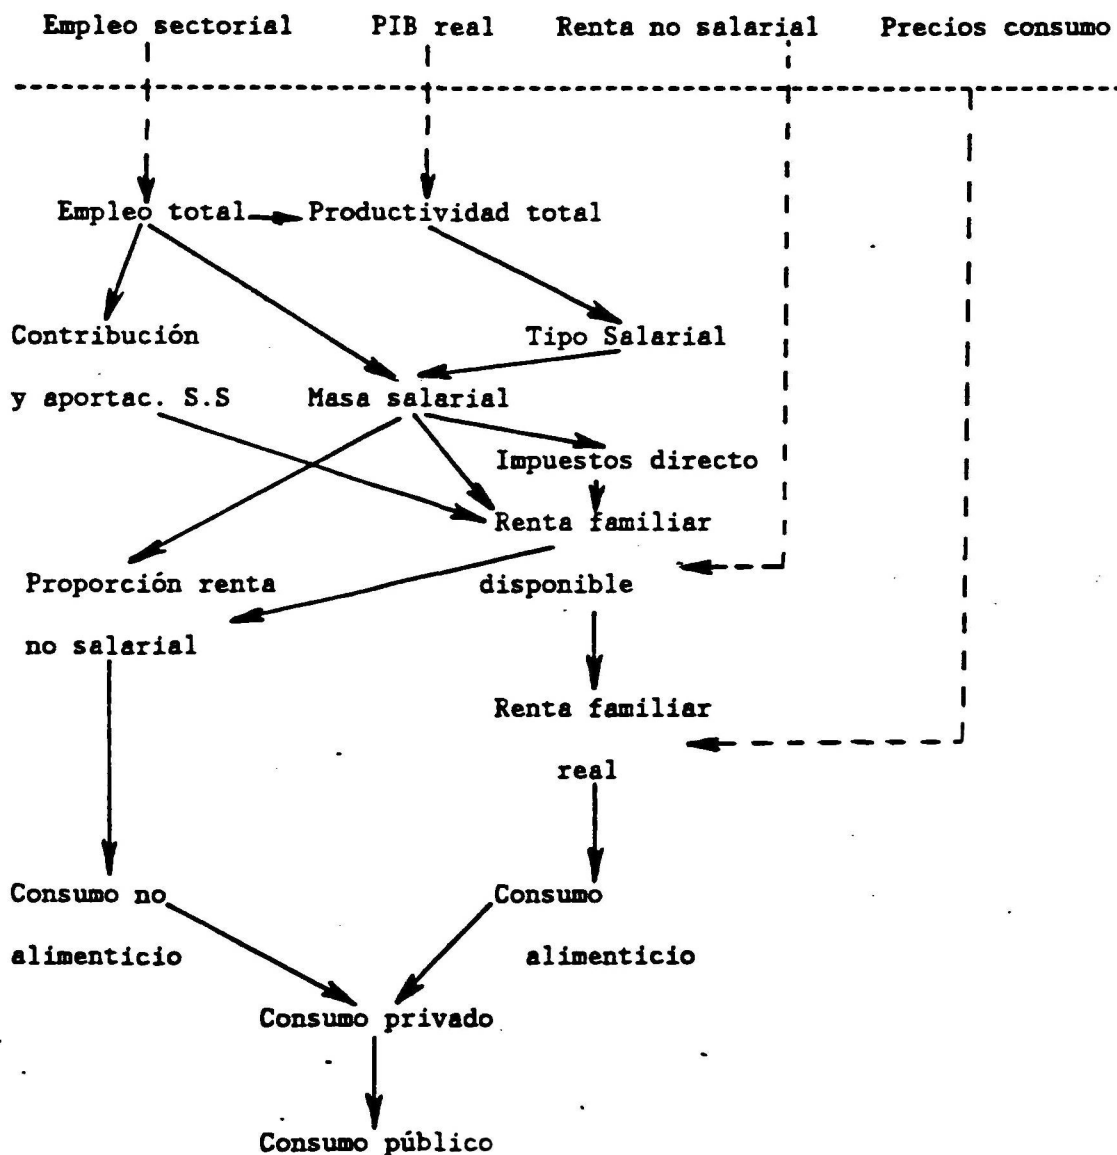 Empleo sectorial PIB real Renta no salarial Precios consumo
Empleo total Productividad total
Contribución Tipo Salarial
y aportac. S.S Masa salarial
Impuestos directo
Renta familiar
Proporción renta disponible
no salarial
Renta familiar
real
Consumo no Consumo
alimenticio alimenticio
Consumo privado
Consumo público